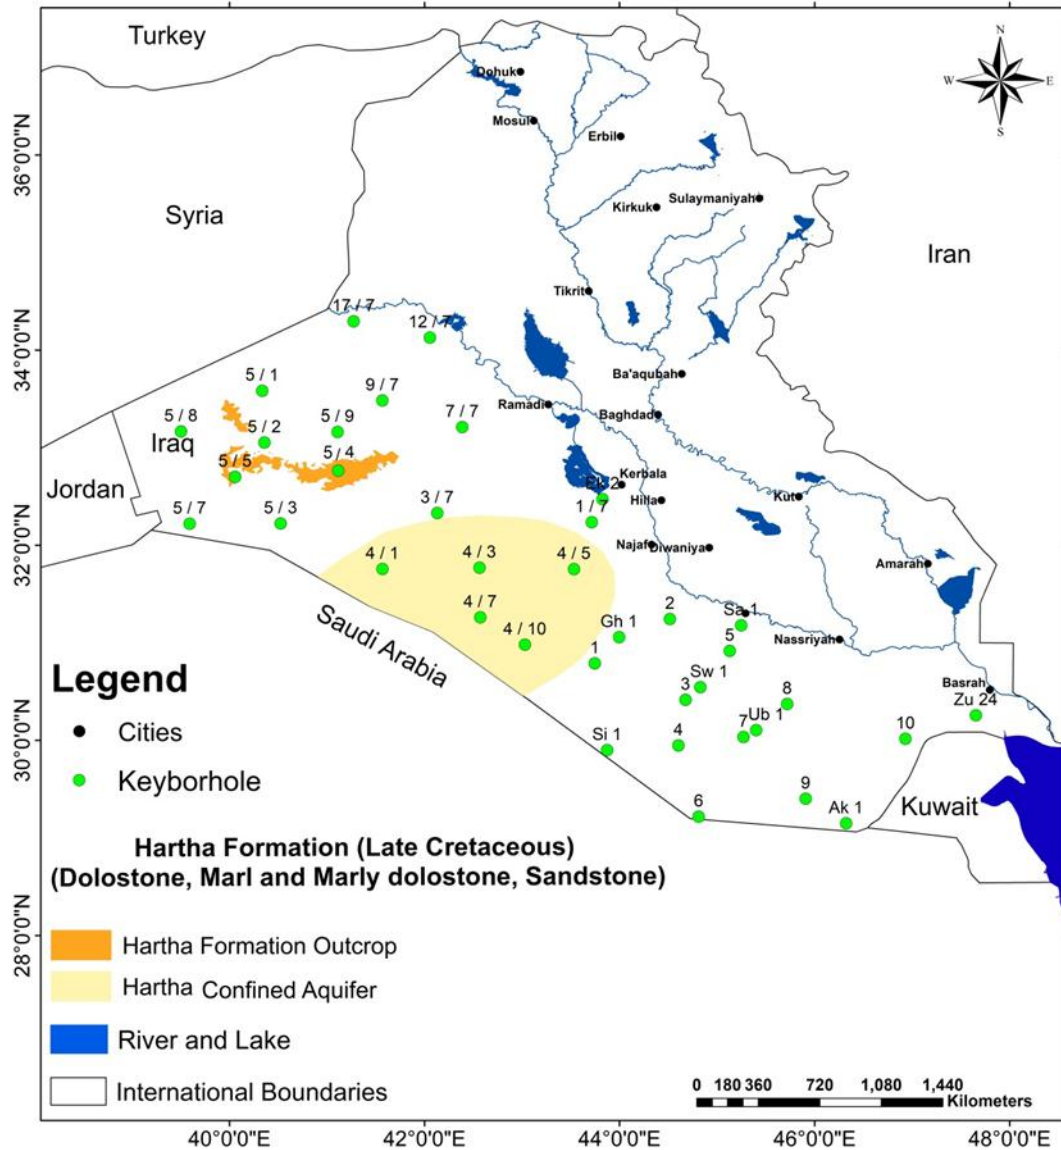 Turkey
N
W
E
S
Dohuk
Mosul
Erbil
36°0'0"N
Sulaymaniyah
Kirkuk
Syria
Iran
Tikrit
17 / 7
12 / 7
34°0'0"N
5 / 1
9 / 7
Ba'aqubah
5 / 8
5 / 9
7 / 7
Ramadi
Baghdad
Iraq
5 / 2
5 / 5
5 / 4
Kerbala
Ek 2
Jordan
3 / 7
1 / 7
Hilla
Kut
5 / 7
5 / 3
32°0'0"N
4 / 1
4 / 3
4 / 5
Najaf
Diwaniya
Amarah
4 / 7
4 / 10
Gh 1
2
Sa 1
Saudi Arabia
1
5
Nassriyah
Legend
Sw 1
3
8
Basrah
Zu 24
Cities
Si 1
4
7
Ub 1
10
30°0'0"N
Keyborhole
6
9
Ak 1
Kuwait
Hartha Formation (Late Cretaceous)
(Dolostone, Marl and Marly dolostone, Sandstone)
28°0'0"N
Hartha Formation Outcrop
Hartha Confined Aquifer
River and Lake
International Boundaries
0 180 360 720 1,080 1,440
Kilometers
40°0'0"E 42°0'0"E 44°0'0"E 46°0'0"E 48°0'0"E